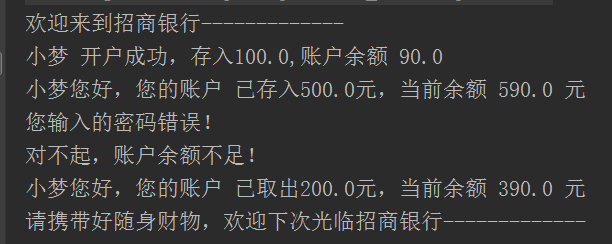 欢迎来到招商银行-------------
小梦 开户成功，存入100.0,账户余额 90.0
小梦您好，您的账户 已存入500.0元，当前余额 590.0 元
您输入的密码错误！
对不起，账户余额不足！
小梦您好，您的账户 已取出200.0元，当前余额 390.0 元
请携带好随身财物，欢迎下次光临招商银行-------------